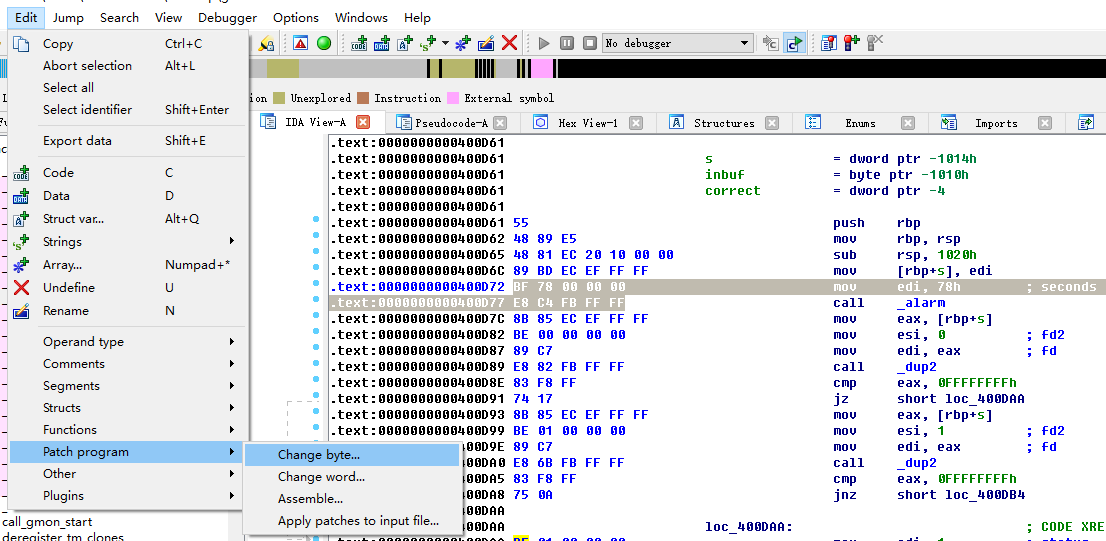 Edit Jump Search View Debugger Options Windows Help
Copy Ctrl+C
No debugger
Abort selection Alt+L
Select all
ion Unexplored Instruction External symbol
Select identifier Shift+Enter
IDA View-A Pseudocode-A Hex View-1 Structures Enums Imports
Export data Shift+E
Code C
Data D
Struct var... Alt+Q
Strings
Array... Numpad+*
Undefine U
Rename N
Operand type
Comments
Segments
Structs
Functions
Patch program
Other
Plugins
Change byte...
Change word...
Assemble...
Apply patches to input file...
call_gmon_start
deregister_tm_clones
.text:0000000000400D61
.text:0000000000400D61 s = dword ptr -1014h
.text:0000000000400D61 inbuf = byte ptr -1010h
.text:0000000000400D61 correct = dword ptr -4
.text:0000000000400D61
.text:0000000000400D61 55 push rbp
.text:0000000000400D62 48 89 E5 mov rbp, rsp
.text:0000000000400D65 48 81 EC 20 10 00 00 sub rsp, 1020h
.text:0000000000400D6C 89 BD EC EF FF FF mov [rbp+s], edi
.text:0000000000400D72 BF 78 00 00 00 mov edi, 78h ; seconds
.text:0000000000400D77 E8 C4 FB FF FF call _alarm
.text:0000000000400D7C 8B 85 EC EF FF FF mov eax, [rbp+s]
.text:0000000000400D82 BE 00 00 00 00 mov esi, 0 ; fd2
.text:0000000000400D87 89 C7 mov edi, eax ; fd
.text:0000000000400D89 E8 82 FB FF FF call _dup2
.text:0000000000400D8E 83 F8 FF cmp eax, 0FFFFFFFFh
.text:0000000000400D91 74 17 jz short loc_400DAA
.text:0000000000400D93 8B 85 EC EF FF FF mov eax, [rbp+s]
.text:0000000000400D99 BE 01 00 00 00 mov esi, 1 ; fd2
400D9E 89 C7 mov edi, eax ; fd
400DA0 E8 6B FB FF FF call _dup2
400DA5 83 F8 FF cmp eax, 0FFFFFFFFh
400DA8 75 0A jnz short loc_400DB4
400DAA
400DAA loc_400DAA: ; CODE XRE